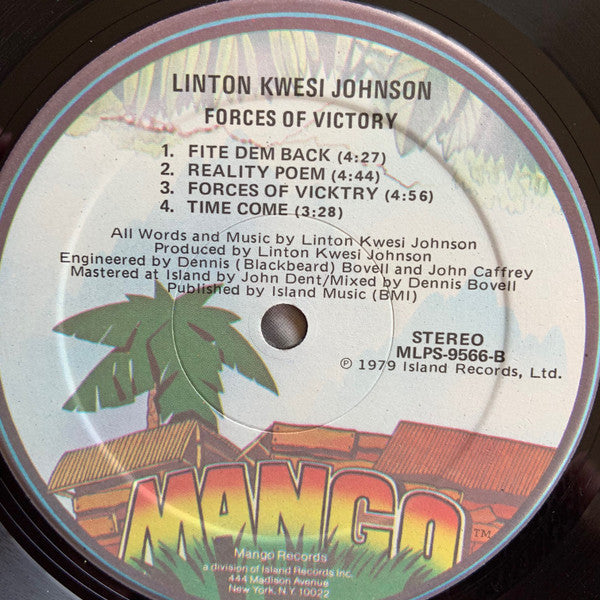 LINTON KWESI JOHNSON
FORCES OF VICTORY
1. FITE DEM BACK (4:27)
2. REALITY POEM (4:44)
3. FORCES OF VICKTRY (4:56)
4. TIME COME (3:28)
All Words and Music by Linton Kwesi Johnson
Produced by Linton Kwesi Johnson
Engineered by Dennis (Blackbeard) Bovell and John Caffrey
Mastered at Island by John Dent/Mixed by Dennis Bovell
Published by Island Music (BMI)
STEREO
MLPS-9566-B
℗ 1979 Island Records, Ltd.
MANGO TM
Mango Records
a division of Island Records Inc.
444 Madison Avenue
New York, N.Y. 10022